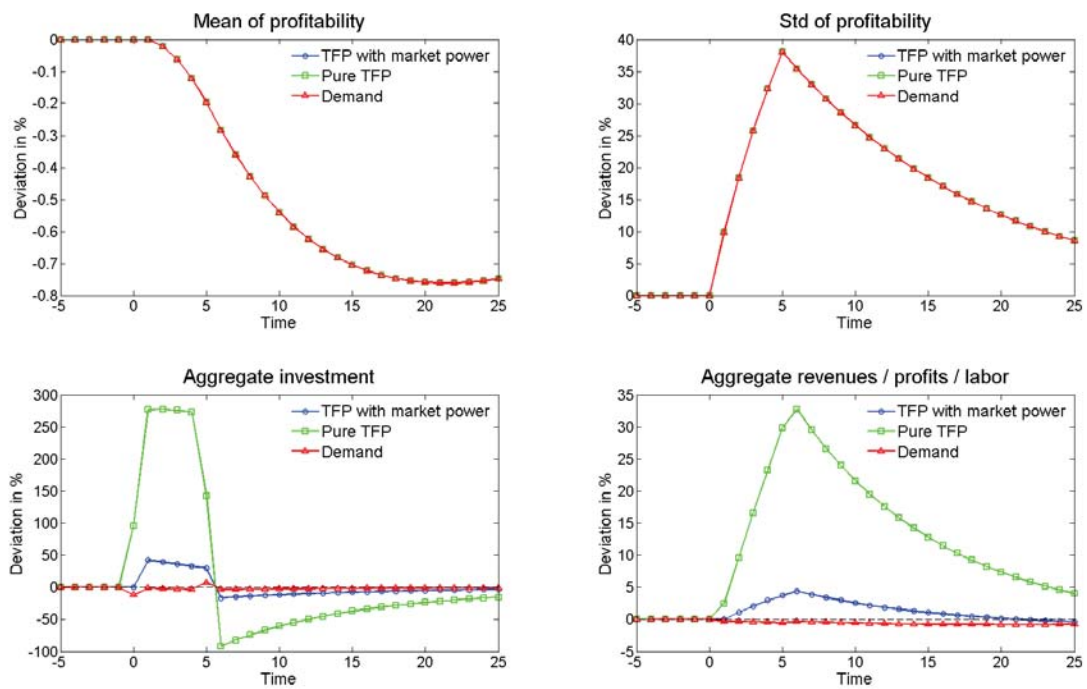 Mean of profitability
0
-0.1
-0.2
-0.3
-0.4
-0.5
-0.6
-0.7
-0.8
Deviation in %
TFP with market power
Pure TFP
Demand
-5 0 5 10 15 20 25
Time
Std of profitability
40
35
30
25
20
15
10
5
0
Deviation in %
TFP with market power
Pure TFP
Demand
-5 0 5 10 15 20 25
Time
Aggregate investment
300
250
200
150
100
50
0
-50
-100
Deviation in %
TFP with market power
Pure TFP
Demand
-5 0 5 10 15 20 25
Time
Aggregate revenues / profits / labor
35
30
25
20
15
10
5
0
-5
Deviation in %
TFP with market power
Pure TFP
Demand
-5 0 5 10 15 20 25
Time